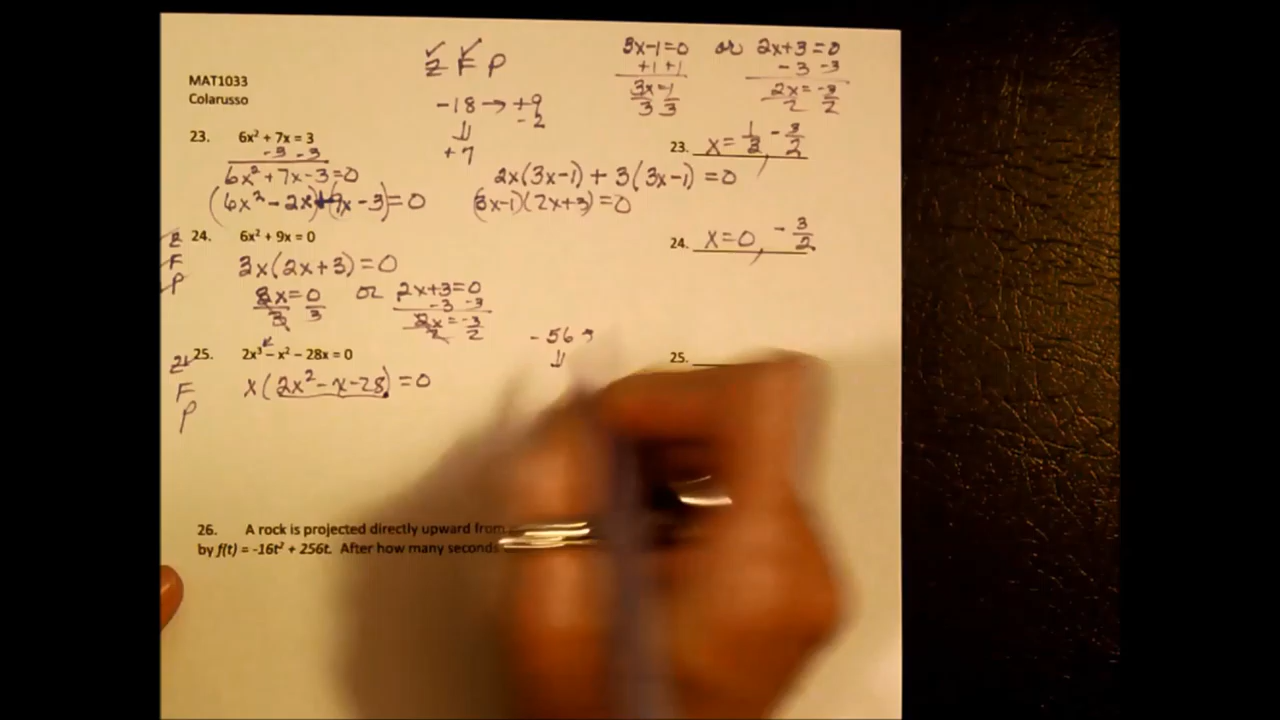 Z F P
3x-1=0 or 2x+3=0
+1 +1 -3 -3
3x=1 2x=-3
3 3 2 2
MAT1033
Colarusso
-18 → +9
-2
⇓
+7
23. 6x² + 7x = 3
-3 -3
23. x= 1/3, -3/2
6x²+7x-3=0
2x(3x-1) + 3(3x-1) =0
(6x²-2x)+(9x-3)=0
(3x-1)(2x+3)=0
24. 6x² + 9x = 0
Z
F
P
24. x=0, -3/2
3x(2x+3)=0
3x=0 or 2x+3=0
3 3 -3 -3
2x=-3
2 2
-56
⇓
25. 2x³ – x² – 28x = 0
25.
Z
F
P
x(2x²-x-28)=0
26. A rock is projected directly upward from
by f(t) = -16t² + 256t. After how many seconds